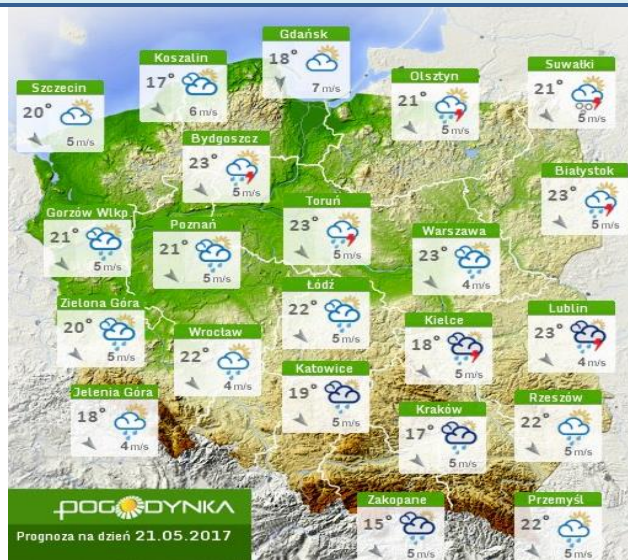 Gdańsk
18°
7 m/s
Koszalin
17°
6 m/s
Suwałki
21°
5 m/s
Olsztyn
21°
5 m/s
Szczecin
20°
5 m/s
Bydgoszcz
23°
5 m/s
Białystok
23°
5 m/s
Toruń
23°
5 m/s
Gorzów Wlkp.
21°
5 m/s
Poznań
21°
5 m/s
Warszawa
23°
4 m/s
Łódź
22°
5 m/s
Zielona Góra
20°
5 m/s
Lublin
23°
4 m/s
Kielce
18°
5 m/s
Wrocław
22°
4 m/s
Katowice
19°
5 m/s
Jelenia Góra
18°
4 m/s
Rzeszów
22°
5 m/s
Kraków
17°
5 m/s
Zakopane
15°
5 m/s
Przemyśl
22°
5 m/s
POGODYNKA
Prognoza na dzień 21.05.2017